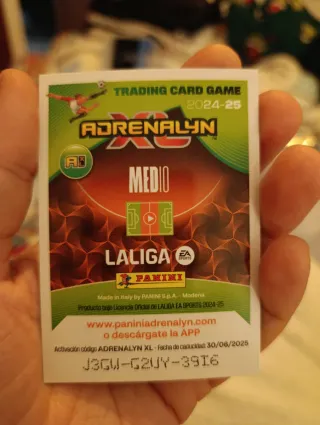 TRADING CARD GAME
2024-25
ADRENALYN
XL
MEDIO
LALIGA EA SPORTS
PANINI
Made in Italy by PANINI S.p.A. - Modena
Producto bajo Licencia Oficial de LALIGA EA SPORTS 2024-25
www.paniniadrenalyn.com
o descárgate la APP
Activación código ADRENALYN XL - Fecha de caducidad: 30/06/2025
J3GW-G2UY-39I6